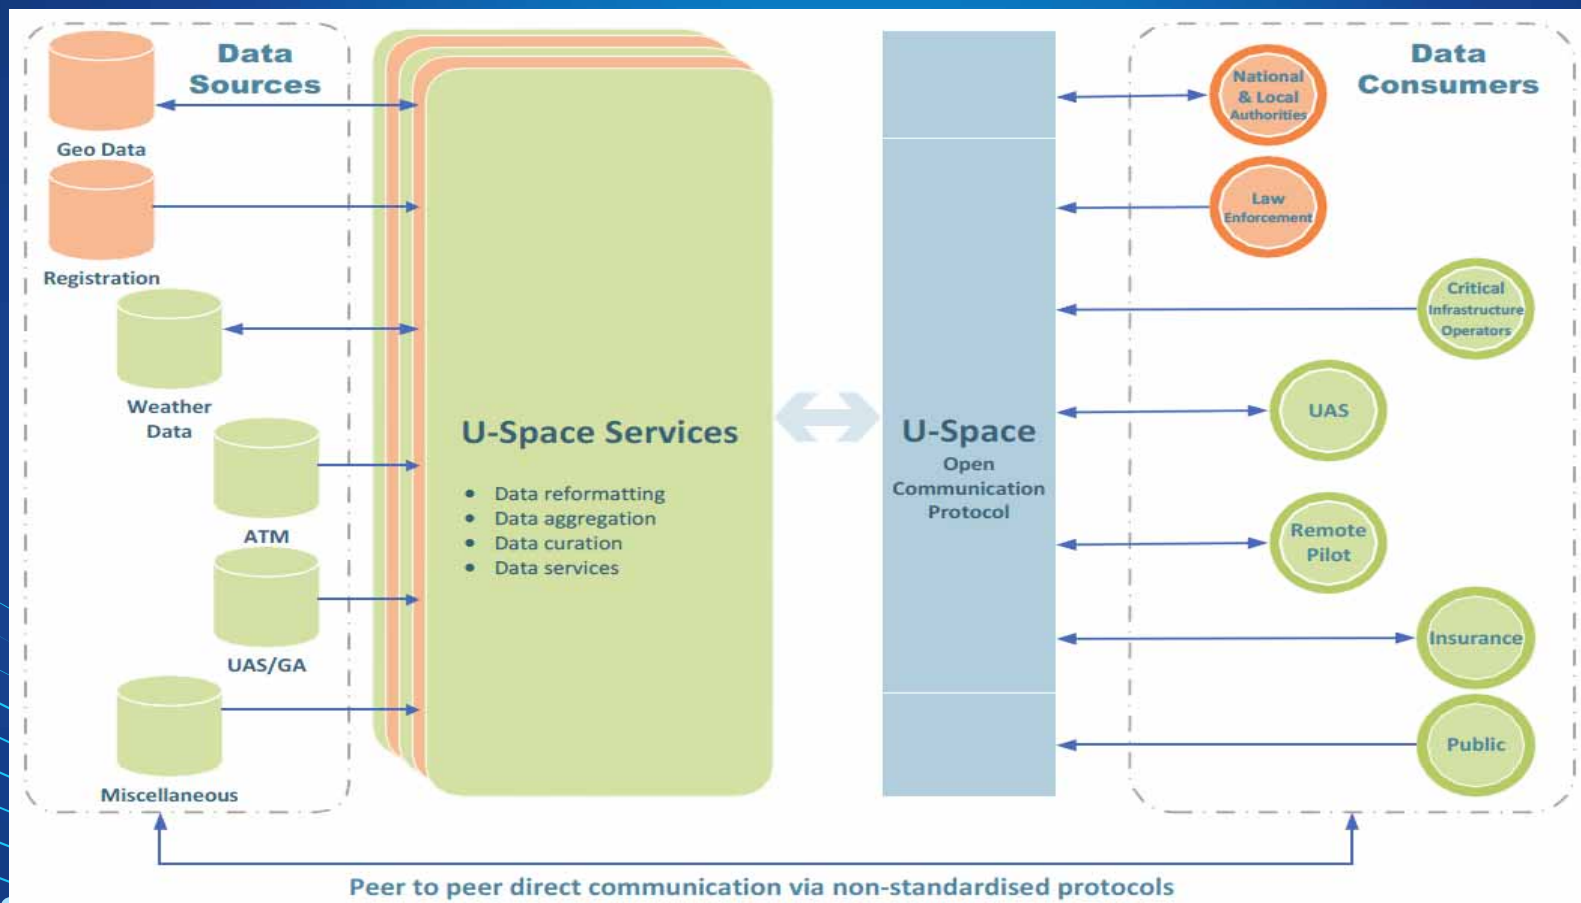 Data
Sources
Geo Data
Registration
Weather
Data
ATM
UAS/GA
Miscellaneous
U-Space Services
• Data reformatting
• Data aggregation
• Data curation
• Data services
U-Space
Open
Communication
Protocol
Data
Consumers
National
& Local
Authorities
Law
Enforcement
Critical
Infrastructure
Operators
UAS
Remote
Pilot
Insurance
Public
Peer to peer direct communication via non-standardised protocols